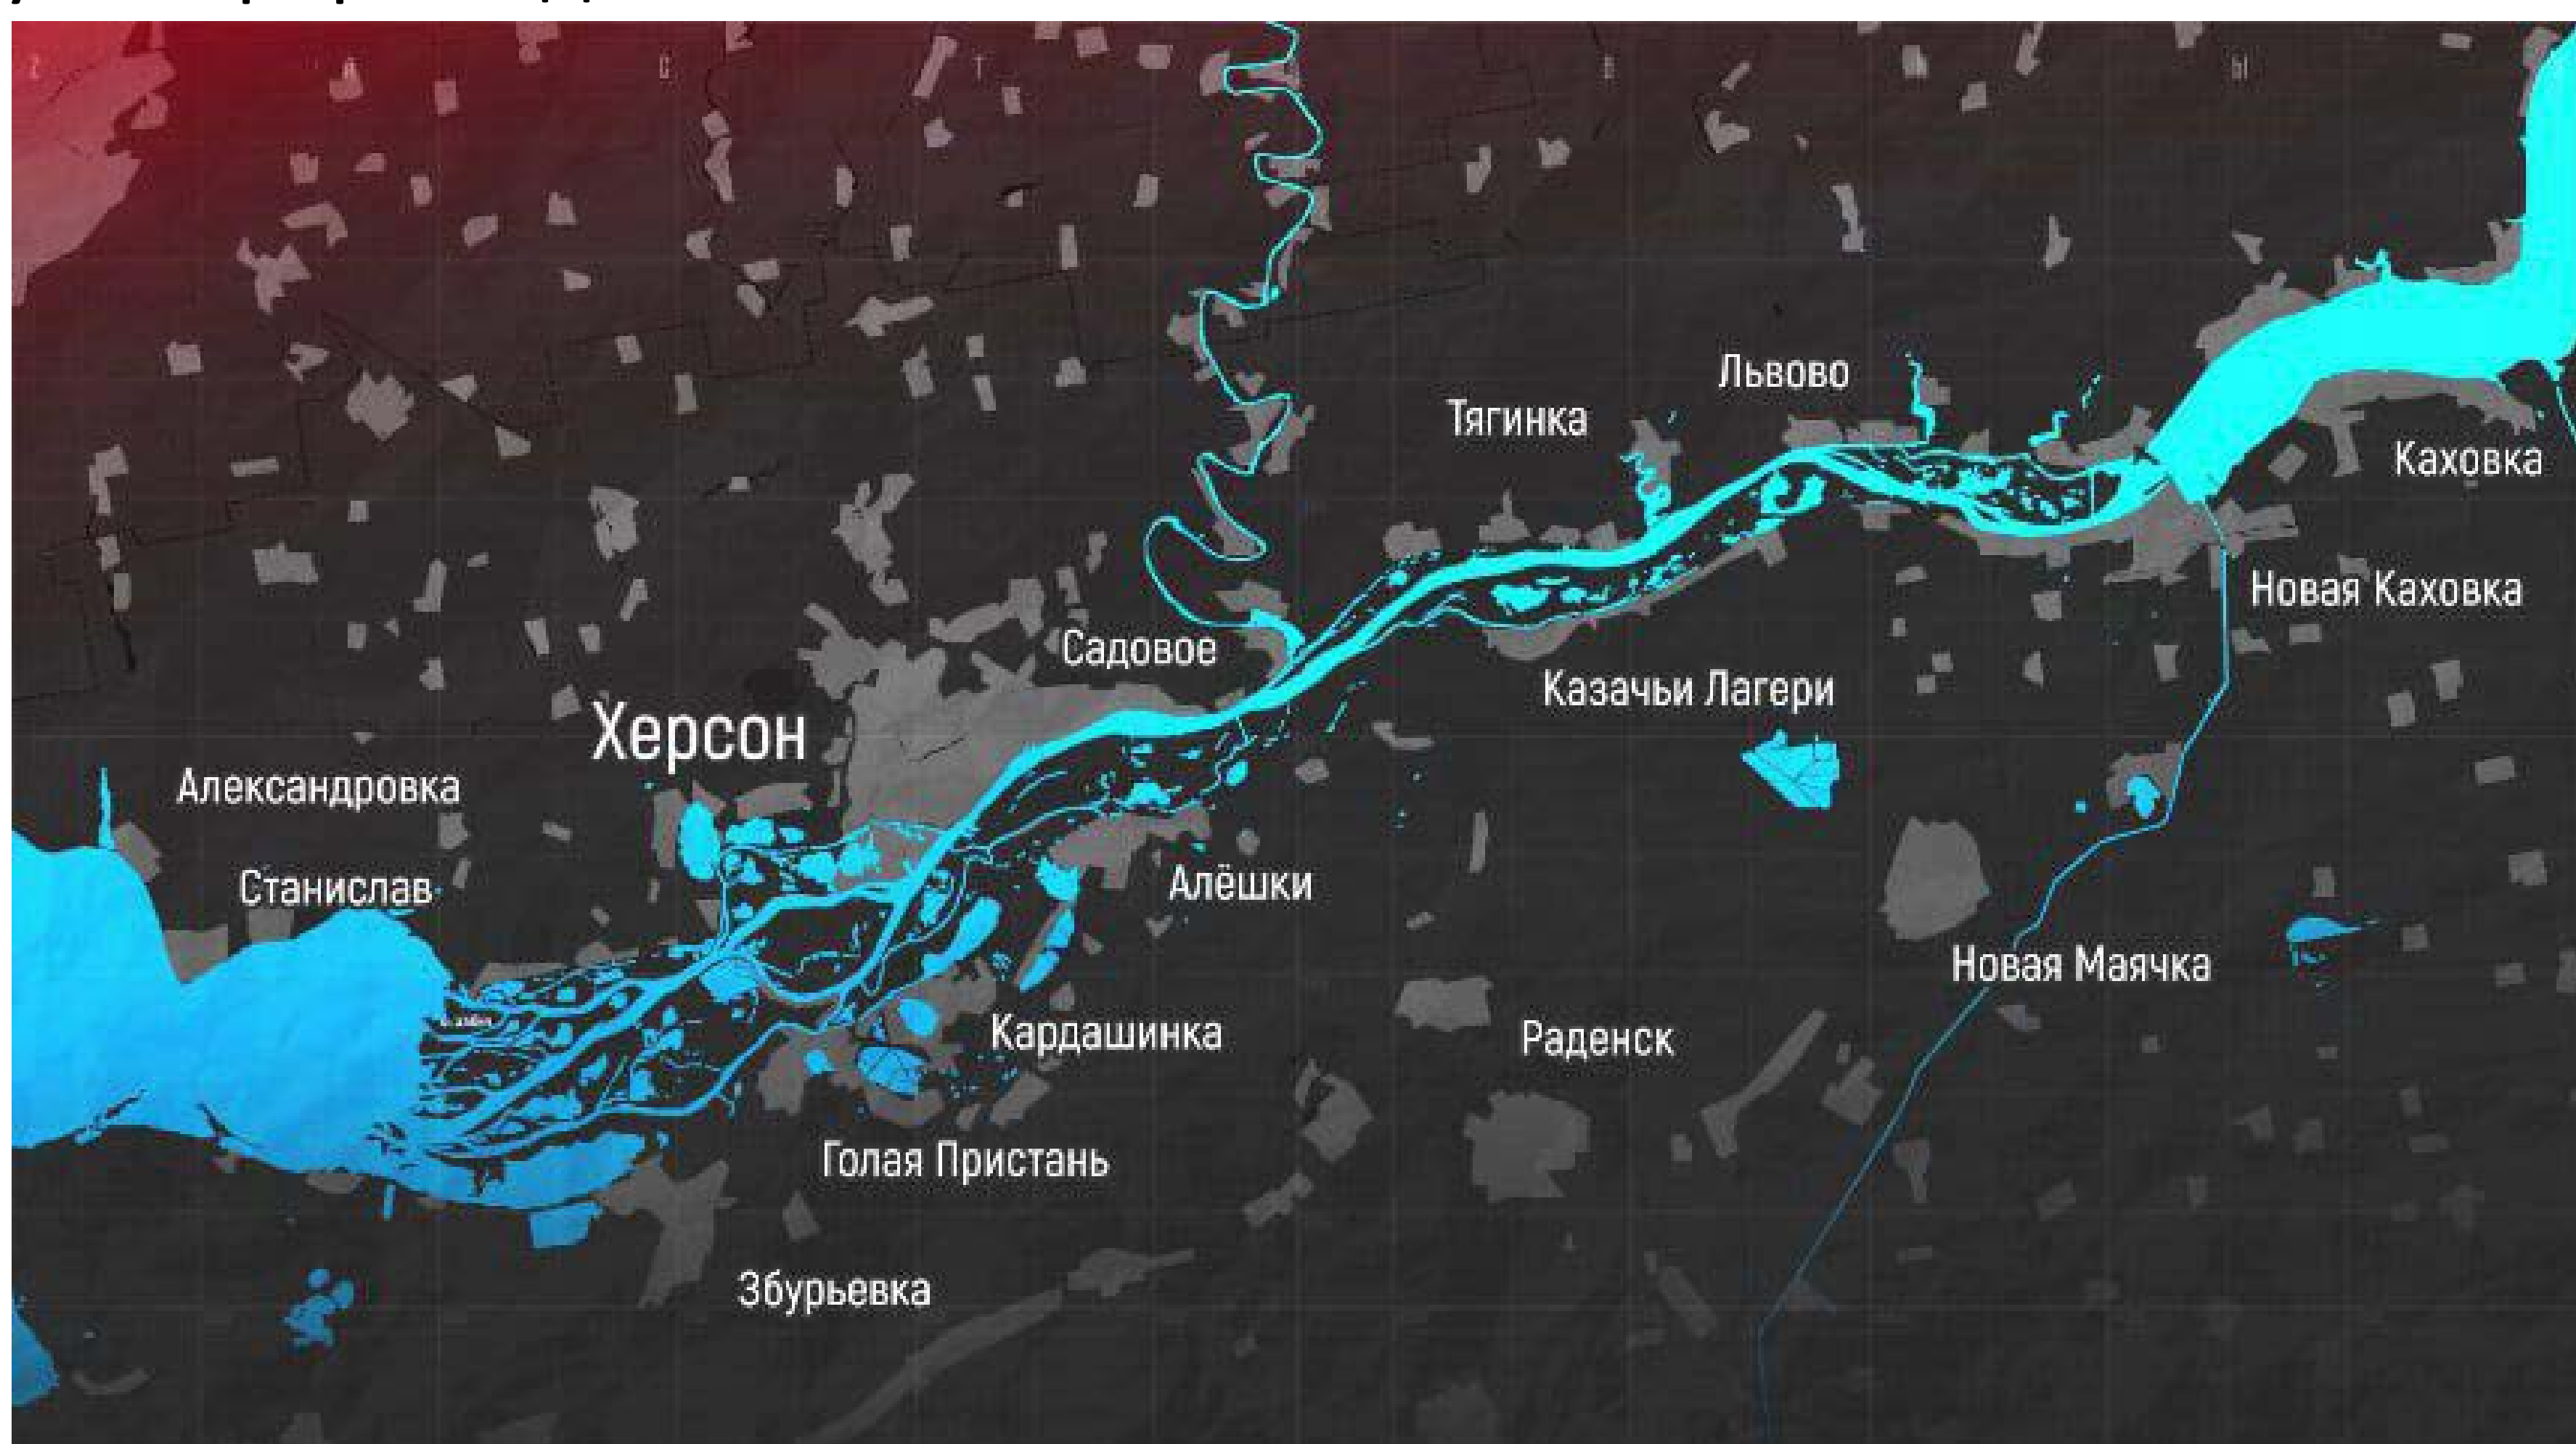 Львово
Тягинка
Каховка
Новая Каховка
Садовое
Казачьи Лагери
Херсон
Александровка
Станислав
Алёшки
Новая Маячка
Кардашинка
Раденск
Голая Пристань
Збурьевка